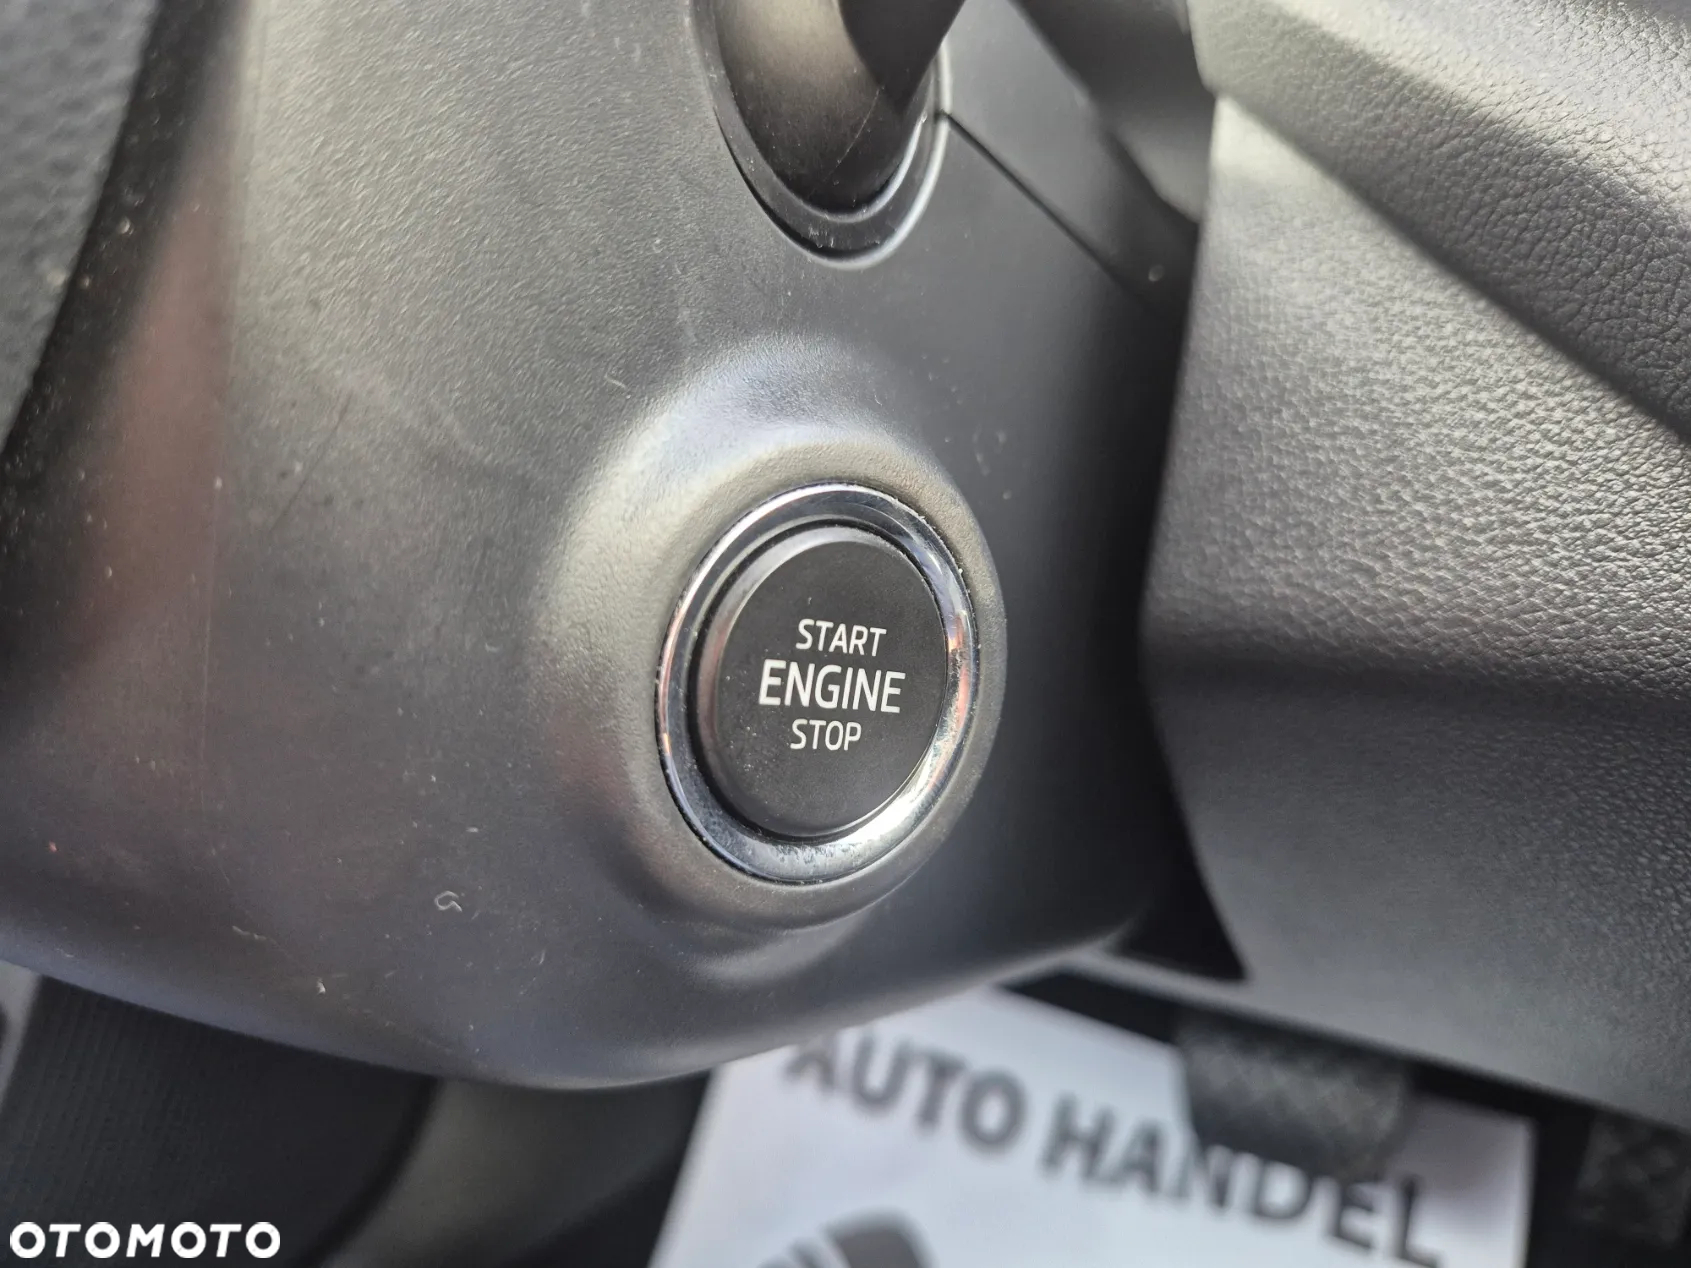 START
ENGINE
STOP
AUTO HANDEL
OTOMOTO